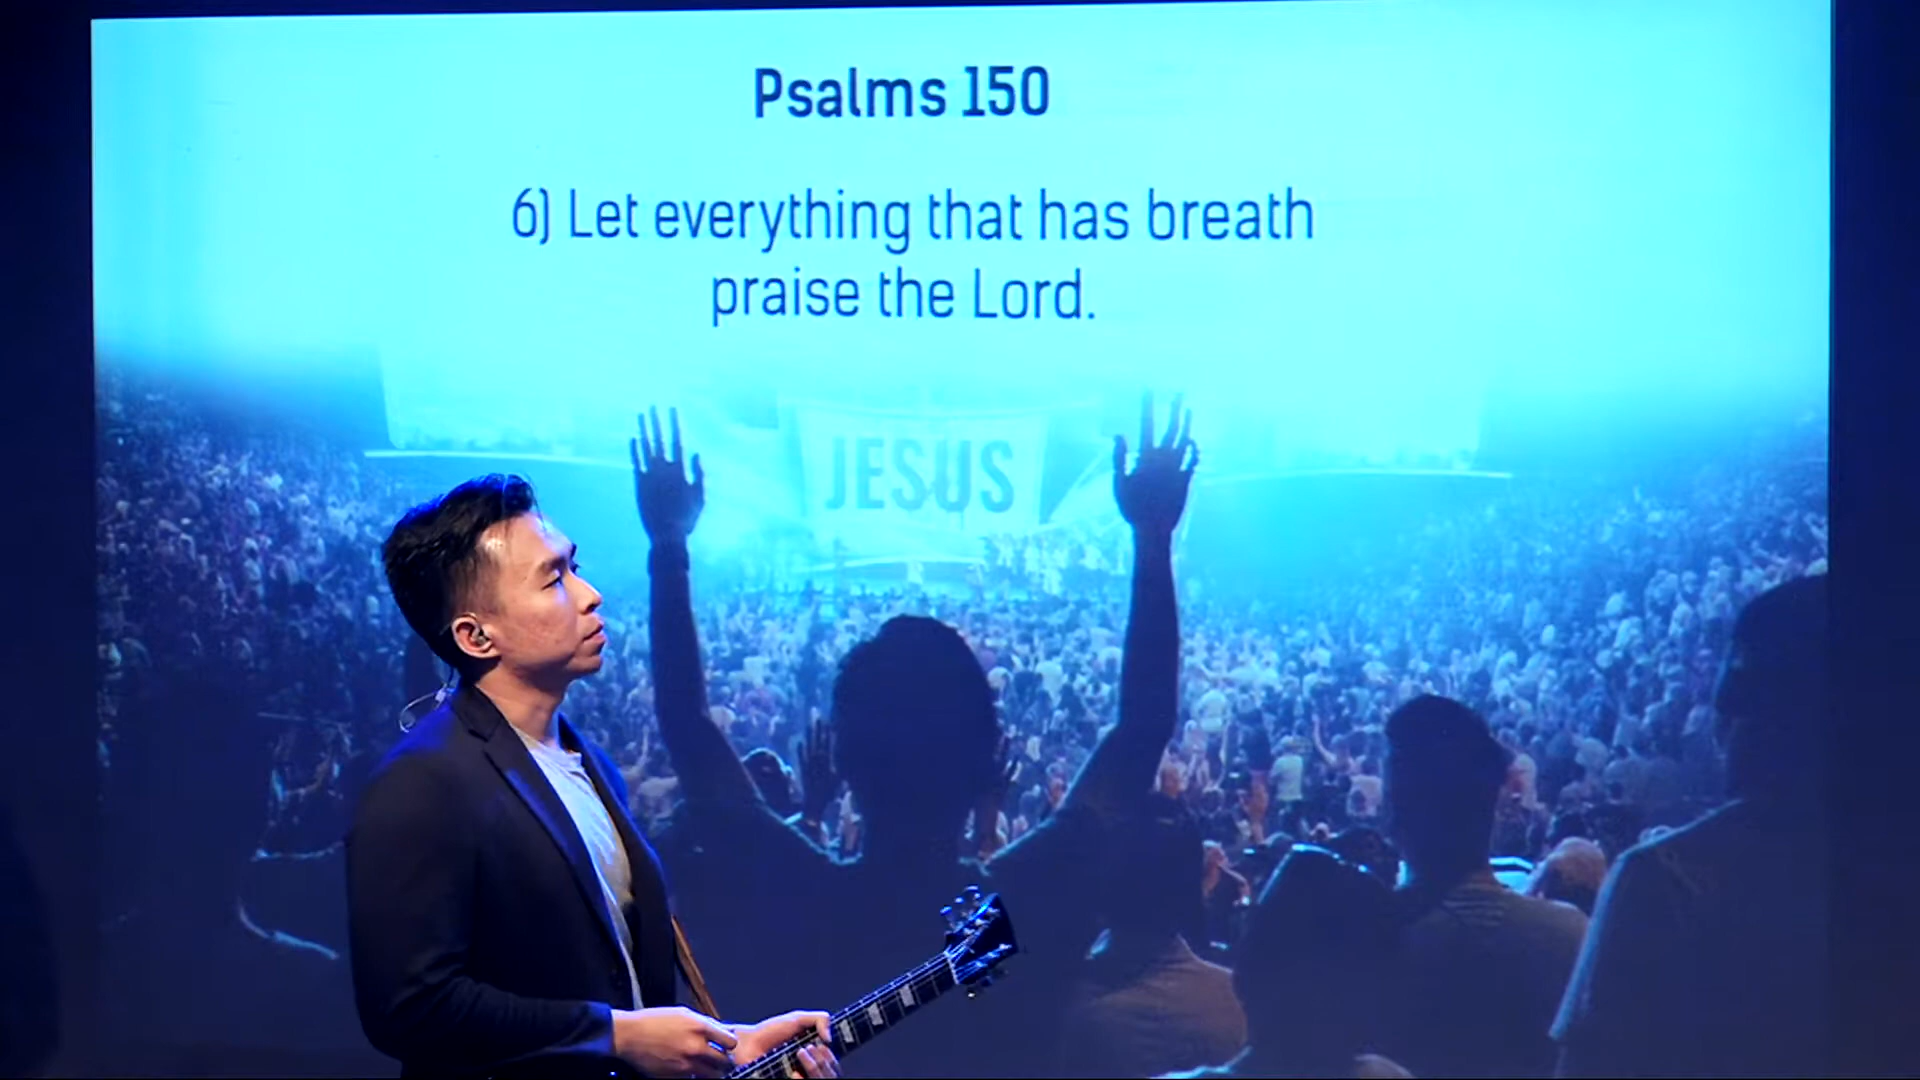 Psalms 150
6) Let everything that has breath
praise the Lord.
JESUS